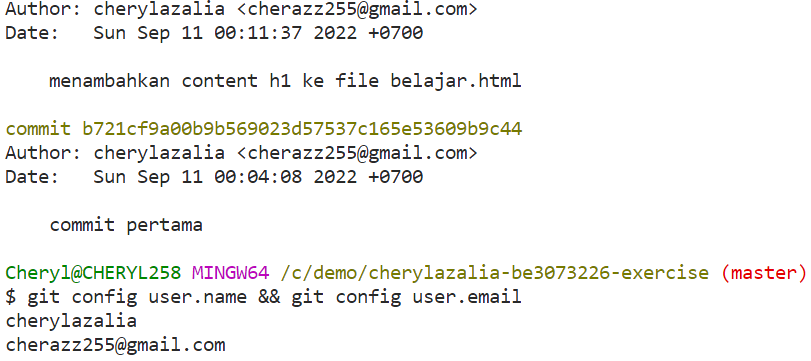 Author: cherylazalia <cherazz255@gmail.com>
Date:   Sun Sep 11 00:11:37 2022 +0700
menambahkan content h1 ke file belajar.html
commit b721cf9a00b9b569023d57537c165e53609b9c44
Author: cherylazalia <cherazz255@gmail.com>
Date:   Sun Sep 11 00:04:08 2022 +0700
commit pertama
Cheryl@CHERYL258 MINGW64 /c/demo/cherylazalia-be3073226-exercise (master)
$ git config user.name && git config user.email
cherylazalia
cherazz255@gmail.com